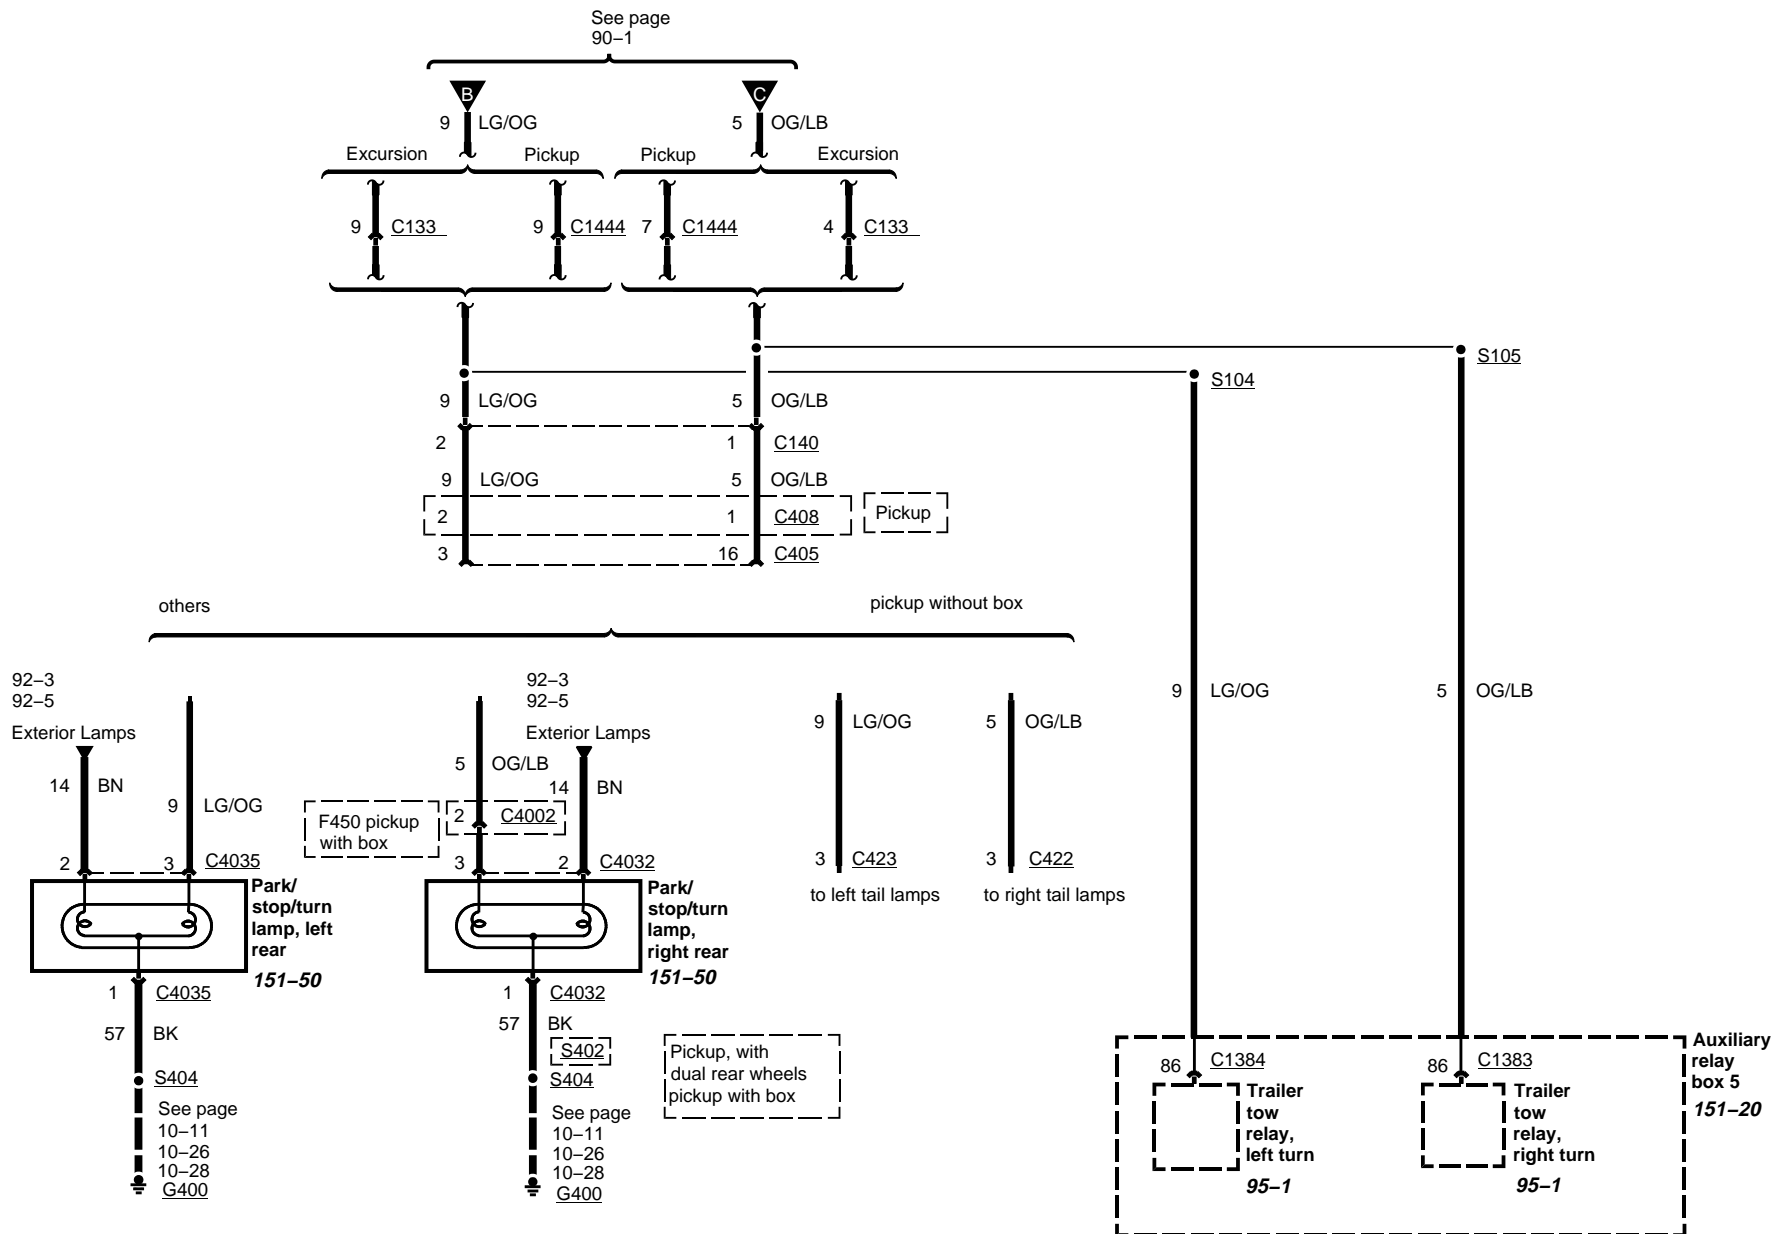 See page
90–1
B
C
9 LG/OG
5 OG/LB
Excursion
Pickup
Pickup
Excursion
9 C133
9 C1444
7 C1444
4 C133
S105
S104
9 LG/OG
5 OG/LB
2
1 C140
9 LG/OG
5 OG/LB
2
1 C408
Pickup
3
16 C405
others
pickup without box
92–3
92–5
Exterior Lamps
92–3
92–5
Exterior Lamps
9 LG/OG
5 OG/LB
9 LG/OG
5 OG/LB
14 BN
9 LG/OG
5 OG/LB
14 BN
F450 pickup
with box
2 C4002
2
3 C4035
3
2 C4032
3 C423
3 C422
to left tail lamps
to right tail lamps
Park/
stop/turn
lamp, left
rear
151–50
Park/
stop/turn
lamp,
right rear
151–50
1 C4035
1 C4032
57 BK
57 BK
S402
S404
S404
Pickup, with
dual rear wheels
pickup with box
See page
10–11
10–26
10–28
G400
See page
10–11
10–26
10–28
G400
86 C1384
86 C1383
Trailer
tow
relay,
left turn
95–1
Trailer
tow
relay,
right turn
95–1
Auxiliary
relay
box 5
151–20